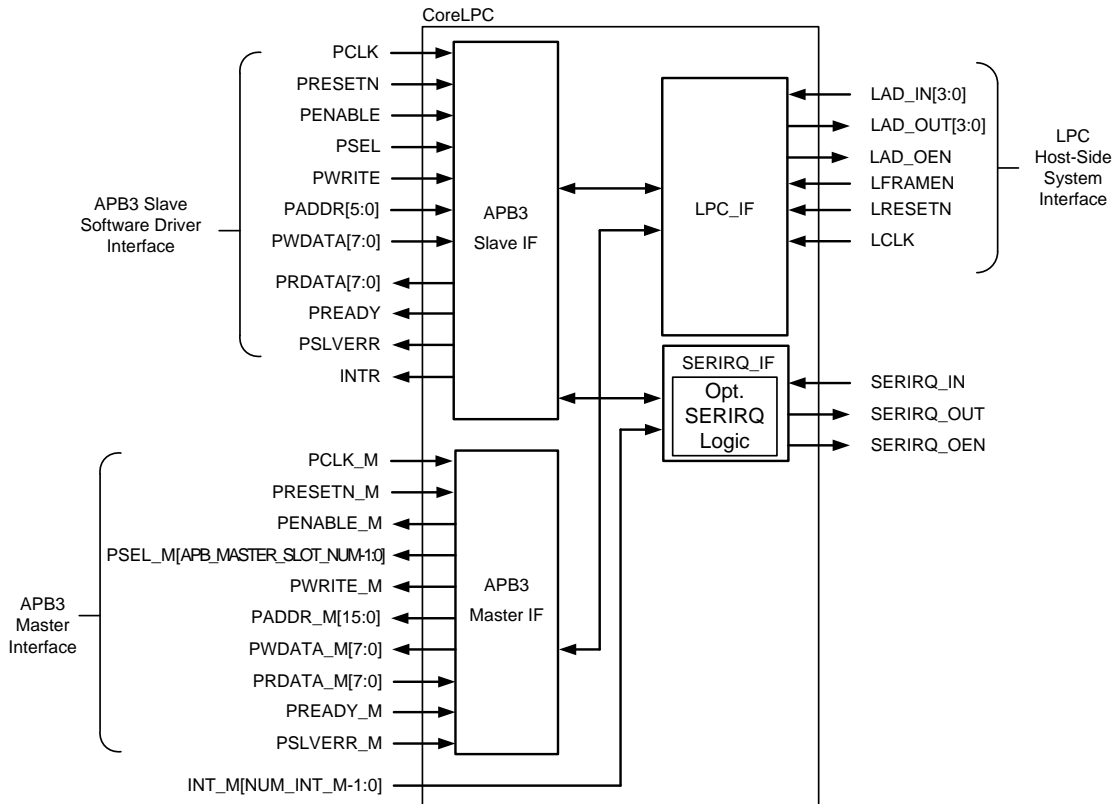 CoreLPC
APB3 Slave
Software Driver
Interface
PCLK
PRESETN
PENABLE
PSEL
PWRITE
PADDR[5:0]
PWDATA[7:0]
PRDATA[7:0]
PREADY
PSLVERR
INTR
APB3
Slave IF
LPC_IF
LAD_IN[3:0]
LAD_OUT[3:0]
LAD_OEN
LFRAMEN
LRESETN
LCLK
LPC
Host-Side
System
Interface
SERIRQ_IF
Opt.
SERIRQ
Logic
SERIRQ_IN
SERIRQ_OUT
SERIRQ_OEN
APB3
Master
Interface
PCLK_M
PRESETN_M
PENABLE_M
PSEL_M[APB_MASTER_SLOT_NUM-1:0]
PWRITE_M
PADDR_M[15:0]
PWDATA_M[7:0]
PRDATA_M[7:0]
PREADY_M
PSLVERR_M
APB3
Master IF
INT_M[NUM_INT_M-1:0]